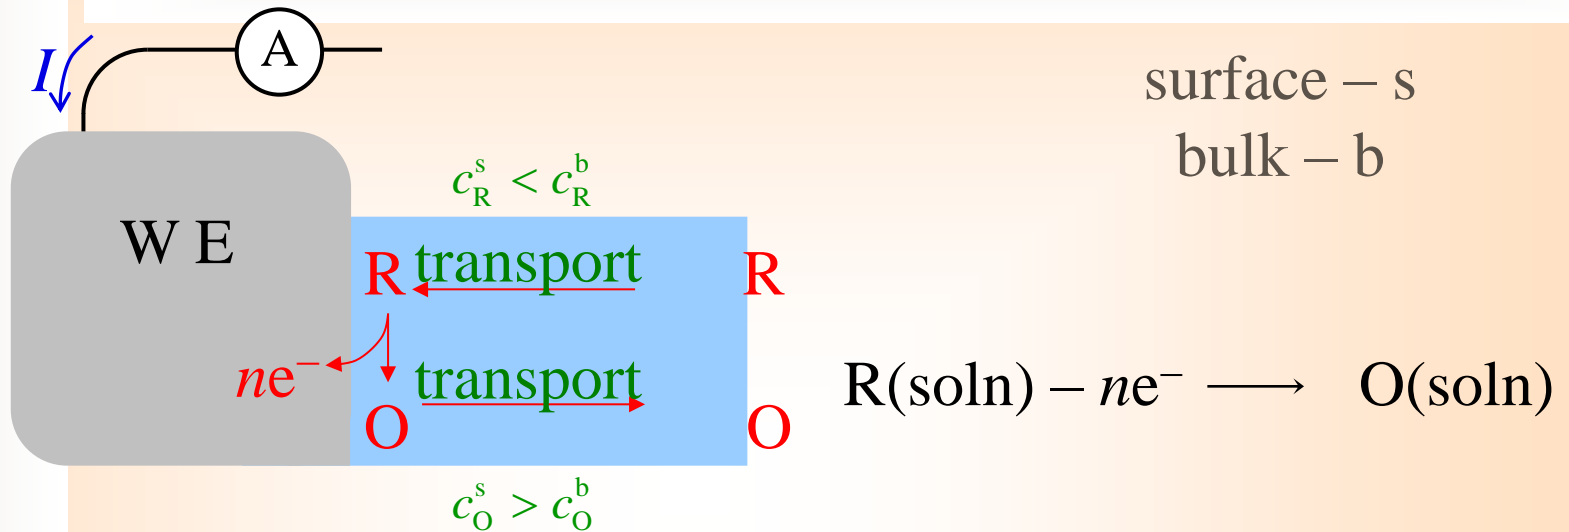 A
I
surface – s
bulk – b
c_R^s < c_R^b
W E
R transport R
ne⁻ transport
R(soln) – ne⁻ ⟶ O(soln)
O O
c_O^s > c_O^b